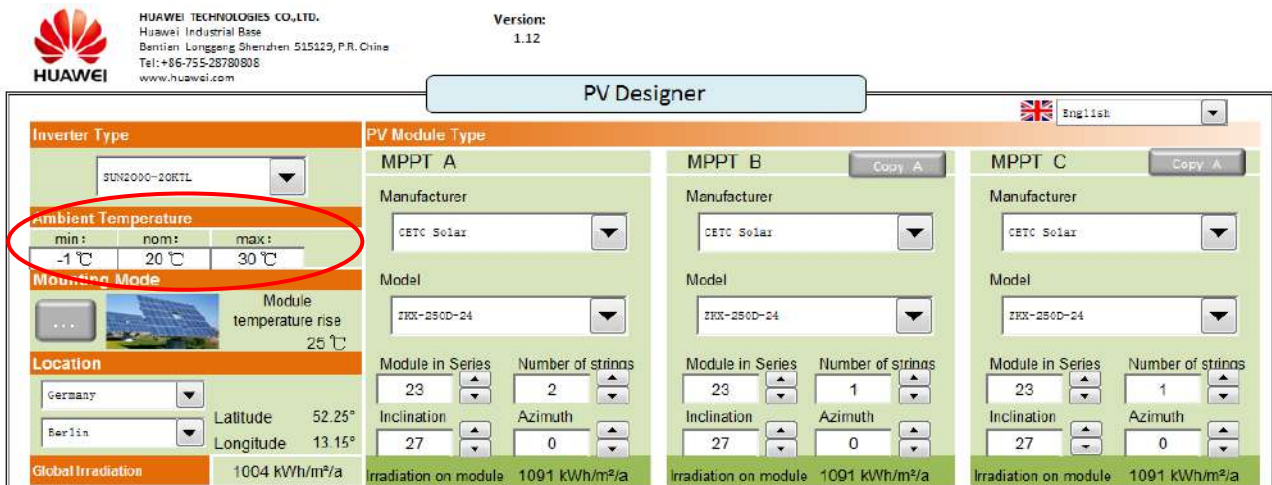 HUAWEI
HUAWEI TECHNOLOGIES CO.,LTD.
Huawei Industrial Base
Bantian Longgang Shenzhen 515129, P.R. China
Tel: +86-755-28780808
www.huawei.com
Version:
1.12
PV Designer
English
Inverter Type
SUN2000-20KTL
Ambient Temperature
min: nom: max:
-1 ℃ 20 ℃ 30 ℃
Mounting Mode
...
Module
temperature rise
25 ℃
Location
Germany
Berlin
Latitude 52.25°
Longitude 13.15°
Global Irradiation 1004 kWh/m²/a
PV Module Type
MPPT A
Manufacturer
CETC Solar
Model
ZKX-250D-24
Module in Series Number of strings
23 2
Inclination Azimuth
27 0
Irradiation on module 1091 kWh/m²/a
MPPT B Copy A
Manufacturer
CETC Solar
Model
ZKX-250D-24
Module in Series Number of strings
23 1
Inclination Azimuth
27 0
Irradiation on module 1091 kWh/m²/a
MPPT C Copy A
Manufacturer
CETC Solar
Model
ZKX-250D-24
Module in Series Number of strings
23 1
Inclination Azimuth
27 0
Irradiation on module 1091 kWh/m²/a